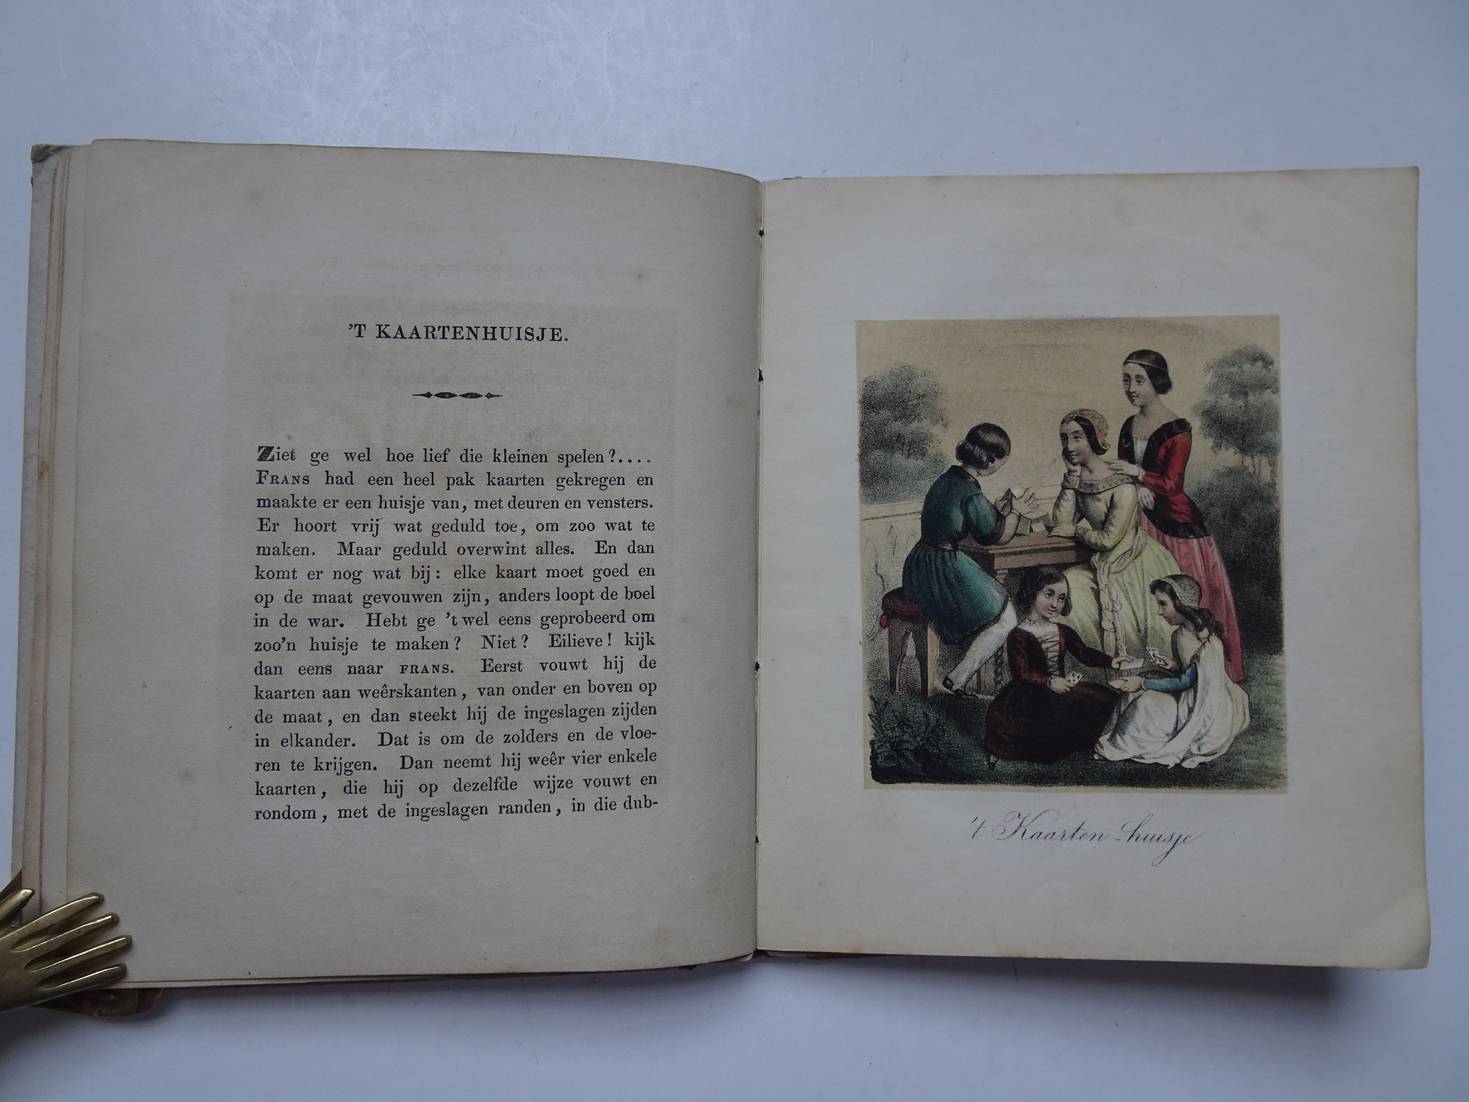 'T KAARTENHUISJE.
Ziet ge wel hoe lief die kleinen spelen?....
FRANS had een heel pak kaarten gekregen en
maakte er een huisje van, met deuren en vensters.
Er hoort vrij wat geduld toe, om zoo wat te
maken. Maar geduld overwint alles. En dan
komt er nog wat bij: elke kaart moet goed en
op de maat gevouwen zijn, anders loopt de boel
in de war. Hebt ge 't wel eens geprobeerd om
zoo'n huisje te maken? Niet? Eilieve! kijk
dan eens naar FRANS. Eerst vouwt hij de
kaarten aan weêrskanten, van onder en boven op
de maat, en dan steekt hij de ingeslagen zijden
in elkander. Dat is om de zolders en de vloe-
ren te krijgen. Dan neemt hij weêr vier enkele
kaarten, die hij op dezelfde wijze vouwt en
rondom, met de ingeslagen randen, in die dub-
't Kaarten-huisje